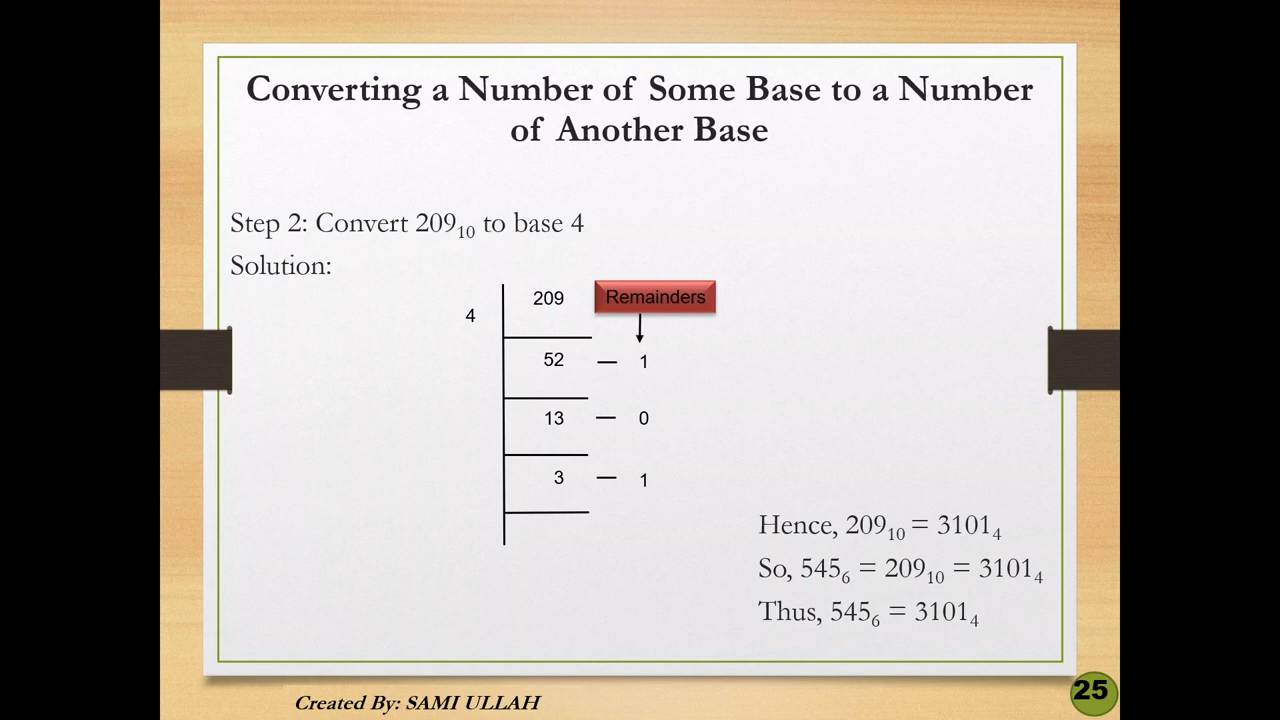 Converting a Number of Some Base to a Number
of Another Base
Step 2: Convert 209₁₀ to base 4
Solution:
4 209 Remainders
52 — 1
13 — 0
3 — 1
Hence, 209₁₀ = 3101₄
So, 545₆ = 209₁₀ = 3101₄
Thus, 545₆ = 3101₄
Created By: SAMI ULLAH
25